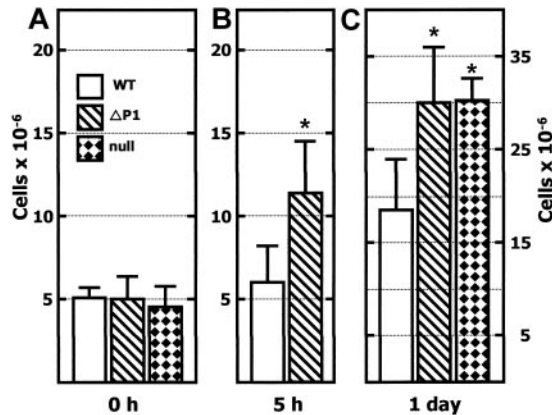 A B C
20 20 35
WT
△P1
null
15 15 25
Cells x 10-6
Cells x 10-6
10 10 15
5 5 5
* * *
0 h 5 h 1 day